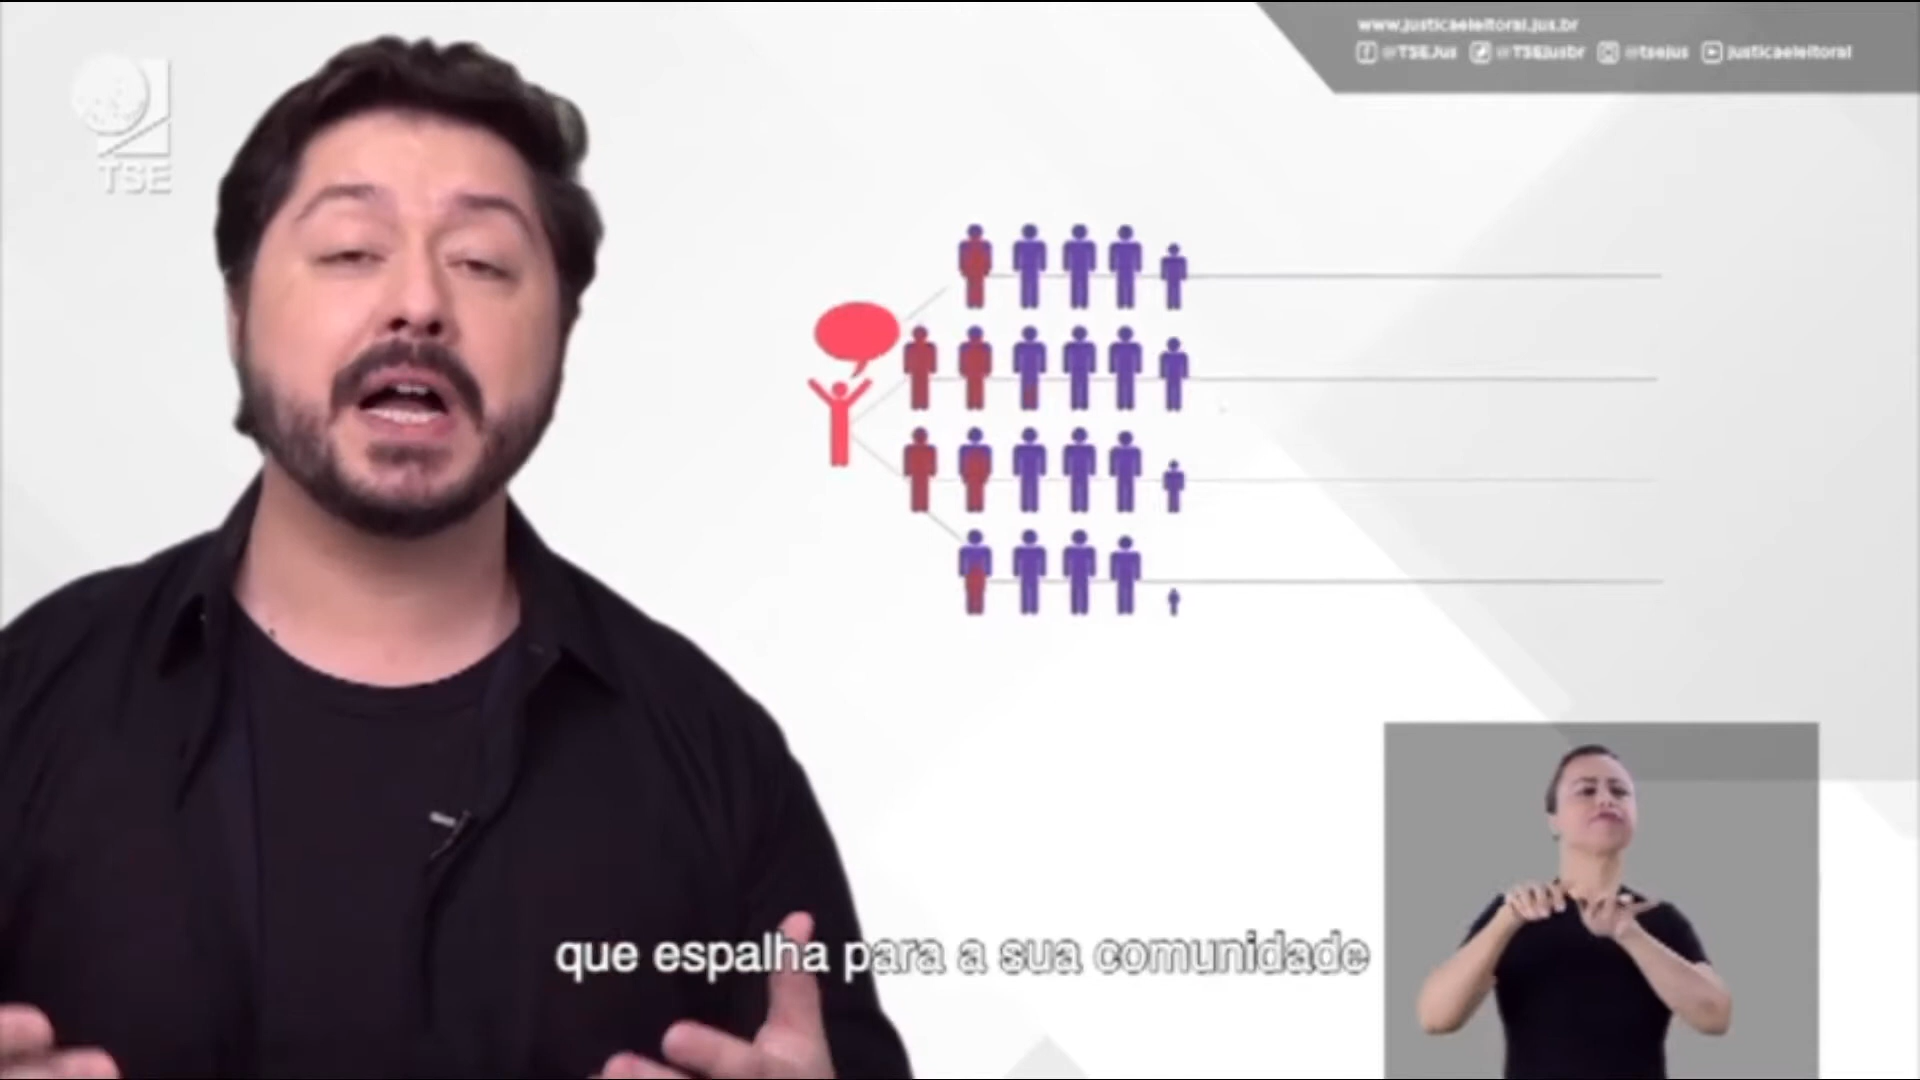 www.justicaeleitoral.jus.br
@TSEJus @TSEJusbr @tsejus justicaeleitoral
TSE
que espalha para a sua comunidade